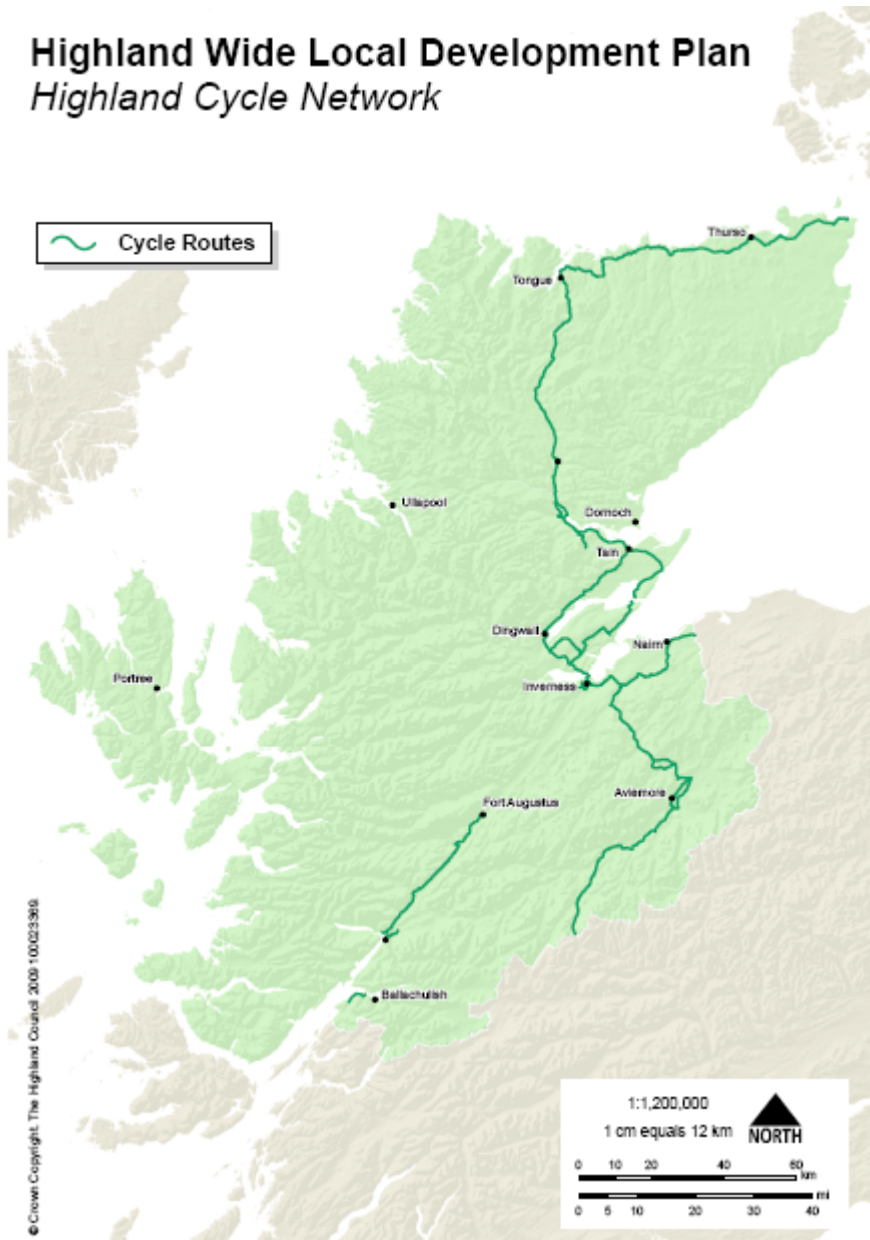 Highland Wide Local Development Plan
Highland Cycle Network
Cycle Routes
Thurso
Tongue
Ullapool
Dornoch
Tain
Dingwall
Nairn
Portree
Inverness
Aviemore
Fort Augustus
Ballachulish
© Crown Copyright. The Highland Council 2009 100023369.
1:1,200,000
1 cm equals 12 km
NORTH
0 10 20 40 60
km
mi
0 5 10 20 30 40